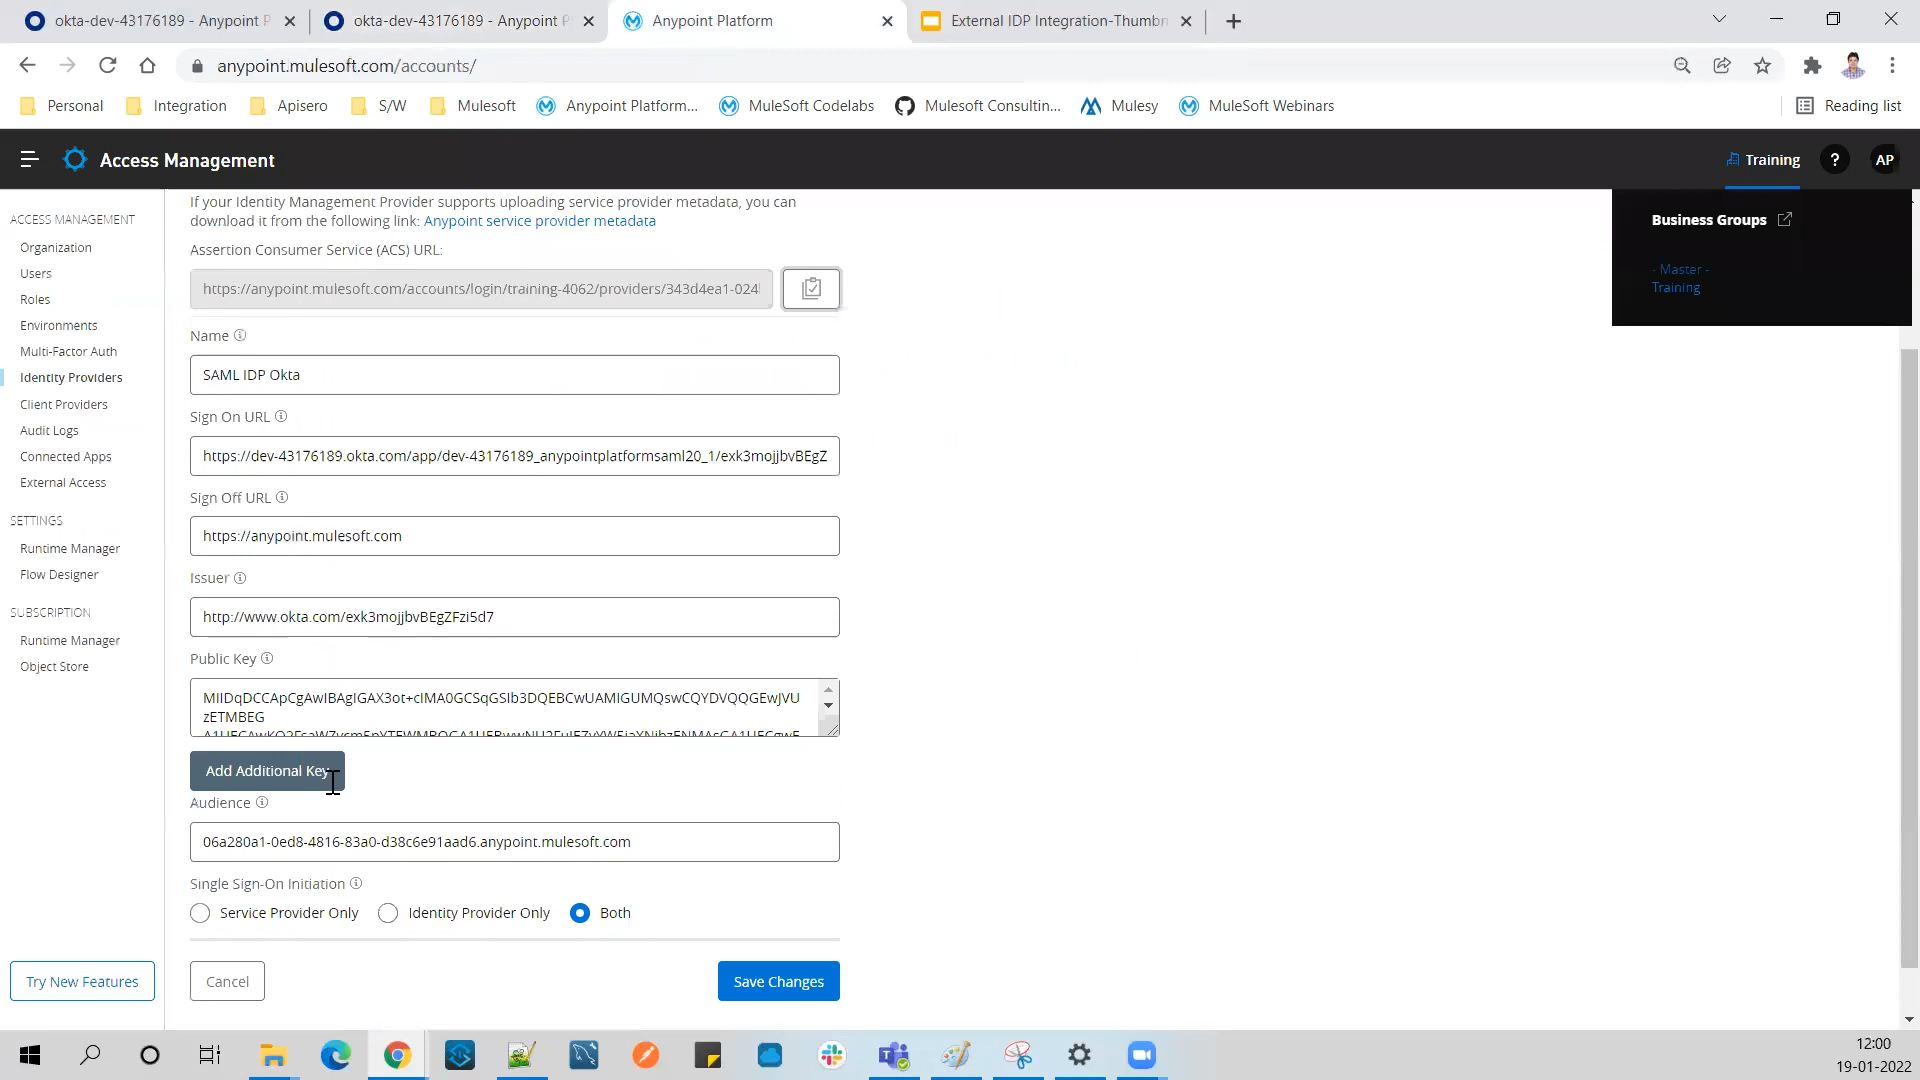 okta-dev-43176189 - Anypoint P
okta-dev-43176189 - Anypoint P
Anypoint Platform
External IDP Integration-Thumbn
anypoint.mulesoft.com/accounts/
Personal
Integration
Apisero
S/W
Mulesoft
Anypoint Platform...
MuleSoft Codelabs
Mulesoft Consultin...
Mulesy
MuleSoft Webinars
Reading list
Access Management
Training
?
AP
Business Groups
- Master -
Training
ACCESS MANAGEMENT
Organization
Users
Roles
Environments
Multi-Factor Auth
Identity Providers
Client Providers
Audit Logs
Connected Apps
External Access
SETTINGS
Runtime Manager
Flow Designer
SUBSCRIPTION
Runtime Manager
Object Store
Try New Features
If your Identity Management Provider supports uploading service provider metadata, you can
download it from the following link: Anypoint service provider metadata
Assertion Consumer Service (ACS) URL:
https://anypoint.mulesoft.com/accounts/login/training-4062/providers/343d4ea1-024
Name
SAML IDP Okta
Sign On URL
https://dev-43176189.okta.com/app/dev-43176189_anypointplatformsaml20_1/exk3mojjbvBEgZ
Sign Off URL
https://anypoint.mulesoft.com
Issuer
http://www.okta.com/exk3mojjbvBEgZFzi5d7
Public Key
MIIDqDCCApCgAwIBAgIGAX3ot+cIMA0GCSqGSIb3DQEBCwUAMIGUMQswCQYDVQQGEwJVU
zETMBEG
Add Additional Key
Audience
06a280a1-0ed8-4816-83a0-d38c6e91aad6.anypoint.mulesoft.com
Single Sign-On Initiation
Service Provider Only
Identity Provider Only
Both
Cancel
Save Changes
12:00
19-01-2022